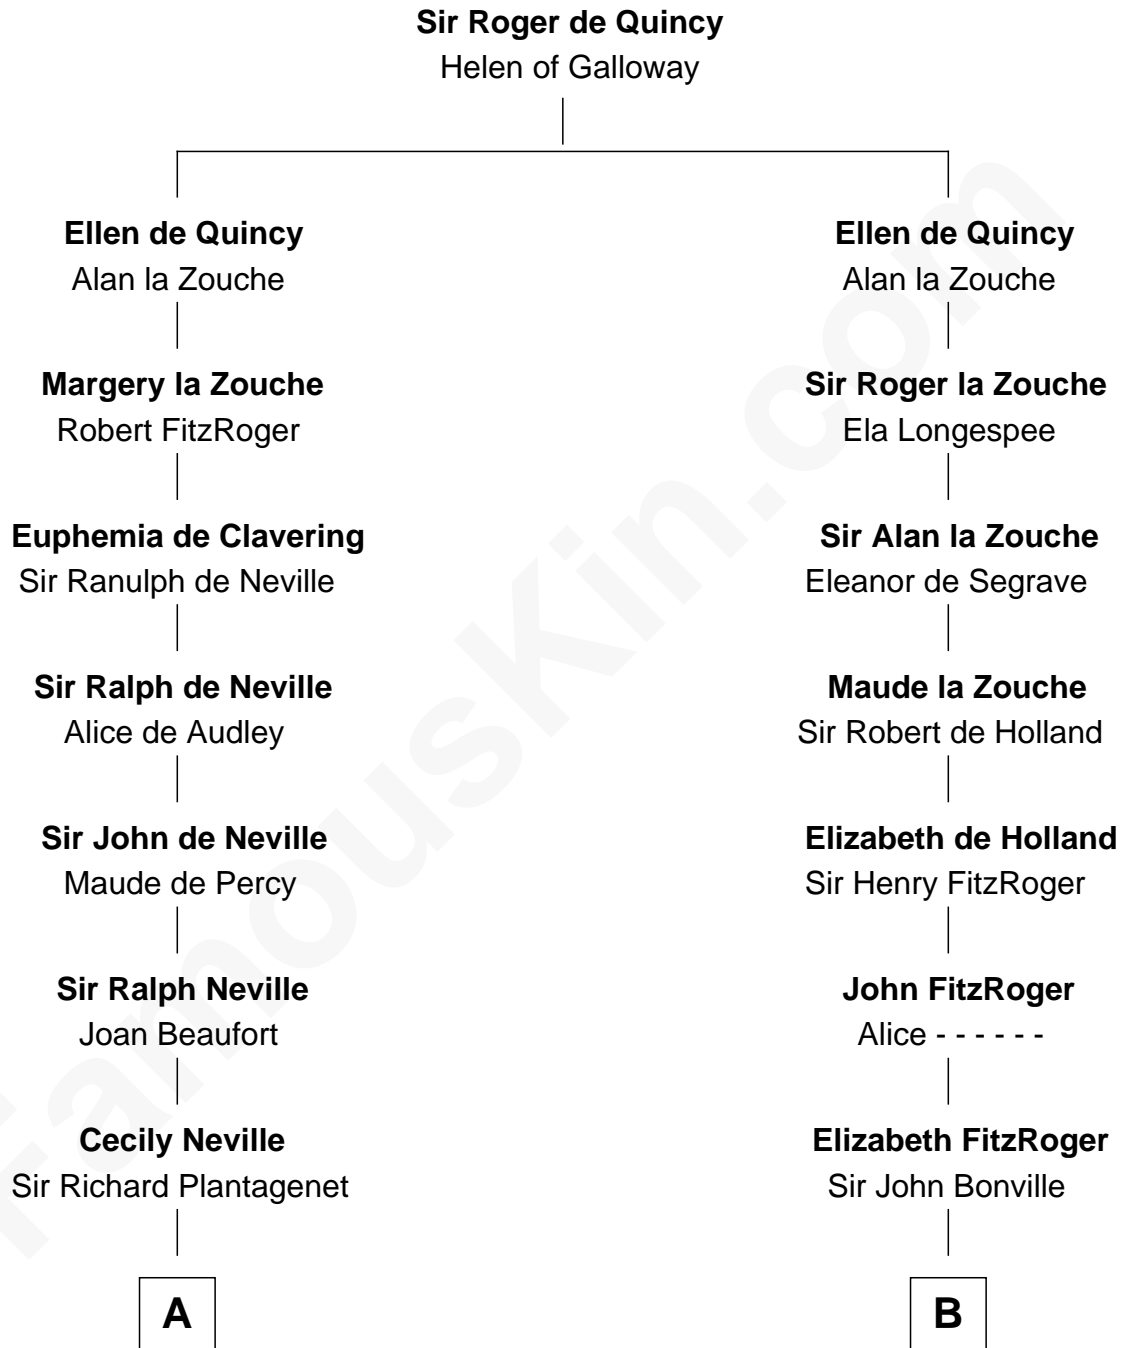 Sir Roger de Quincy
Helen of Galloway
Ellen de Quincy
Alan la Zouche
Margery la Zouche
Robert FitzRoger
Euphemia de Clavering
Sir Ranulph de Neville
Sir Ralph de Neville
Alice de Audley
Sir John de Neville
Maude de Percy
Sir Ralph Neville
Joan Beaufort
Cecily Neville
Sir Richard Plantagenet
A
Ellen de Quincy
Alan la Zouche
Sir Roger la Zouche
Ela Longespee
Sir Alan la Zouche
Eleanor de Segrave
Maude la Zouche
Sir Robert de Holland
Elizabeth de Holland
Sir Henry FitzRoger
John FitzRoger
Alice - - - - - -
Elizabeth FitzRoger
Sir John Bonville
B
FamousKin.com